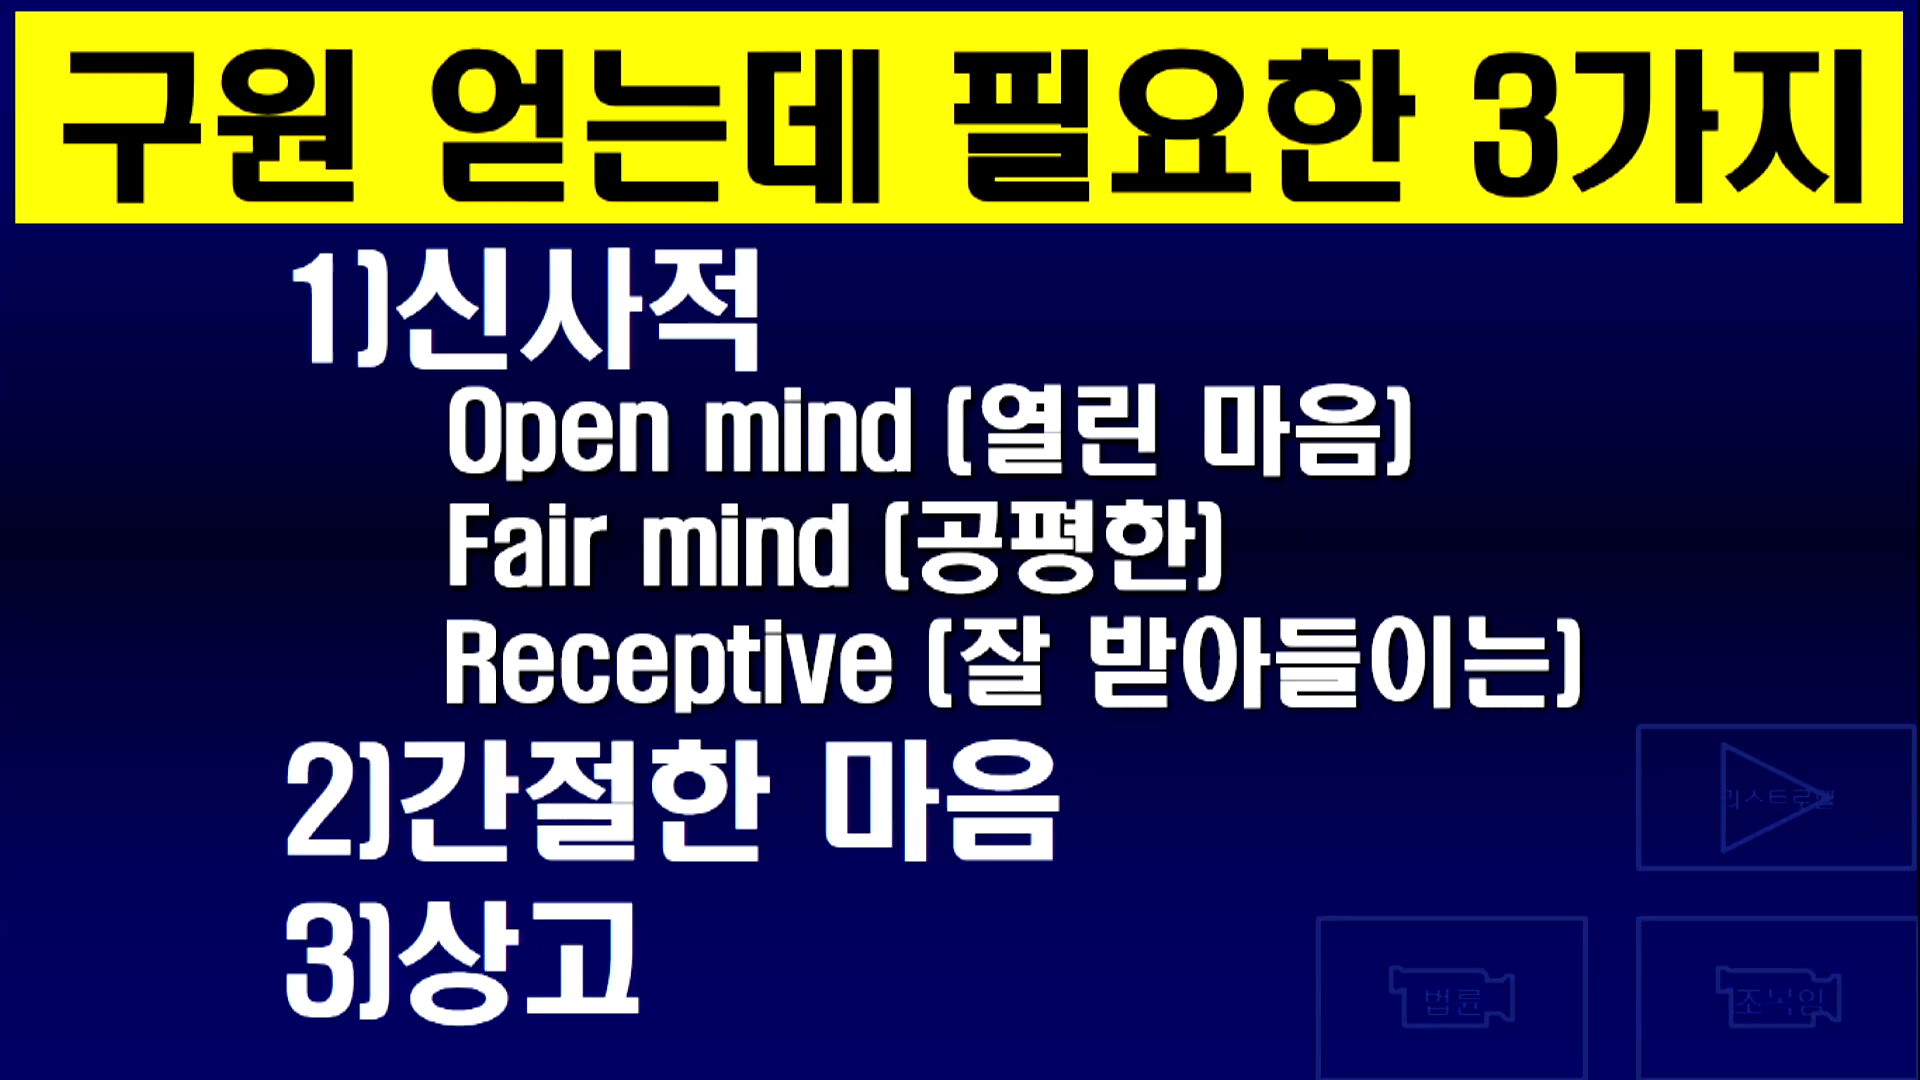 구원 얻는데 필요한 3가지
1)신사적
Open mind (열린 마음)
Fair mind (공평한)
Receptive (잘 받아들이는)
2)간절한 마음
3)상고
법륜